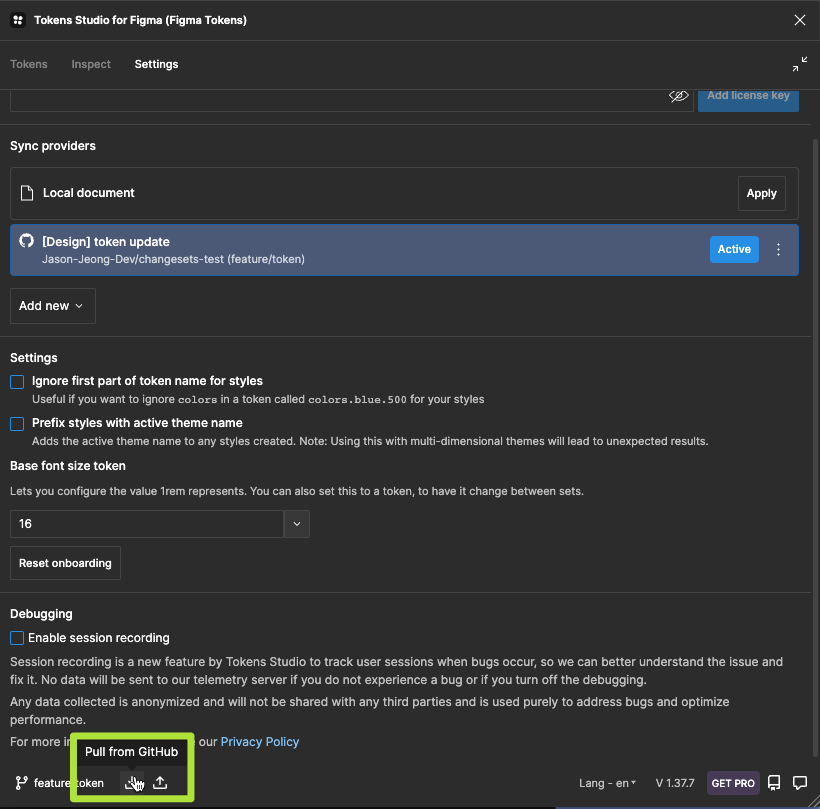 Tokens Studio for Figma (Figma Tokens)
Tokens Inspect Settings
Add license key
Sync providers
Local document
Apply
[Design] token update
Jason-Jeong-Dev/changesets-test (feature/token)
Active
Add new
Settings
Ignore first part of token name for styles
Useful if you want to ignore colors in a token called colors.blue.500 for your styles
Prefix styles with active theme name
Adds the active theme name to any styles created. Note: Using this with multi-dimensional themes will lead to unexpected results.
Base font size token
Lets you configure the value 1rem represents. You can also set this to a token, to have it change between sets.
16
Reset onboarding
Debugging
Enable session recording
Session recording is a new feature by Tokens Studio to track user sessions when bugs occur, so we can better understand the issue and
fix it. No data will be sent to our telemetry server if you do not experience a bug or if you turn off the debugging.
Any data collected is anonymized and will not be shared with any third parties and is used purely to address bugs and optimize
performance.
For more our Privacy Policy
Pull from GitHub
feature token
Lang - en V 1.37.7 GET PRO